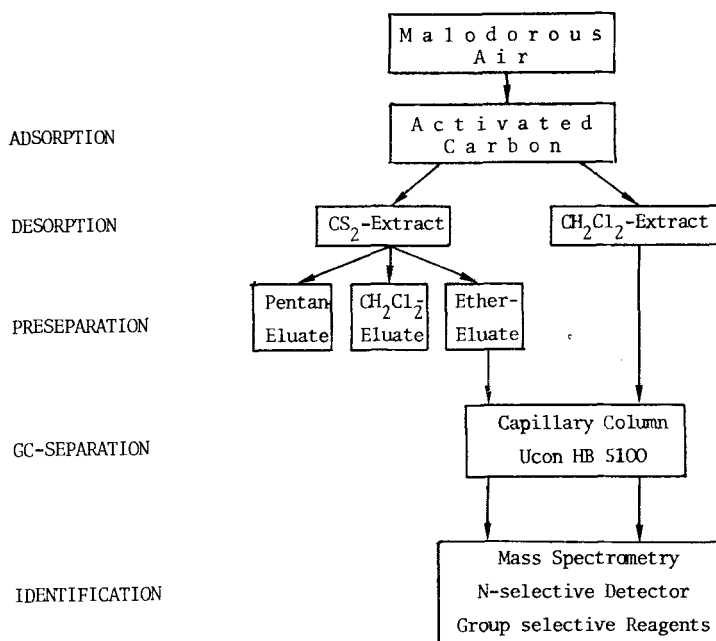 Malodorous
Air
ADSORPTION
Activated
Carbon
DESORPTION
CS2-Extract
CH2Cl2-Extract
PRESEPARATION
Pentan-
Eluate
CH2Cl2-
Eluate
Ether-
Eluate
GC-SEPARATION
Capillary Column
Ucon HB 5100
IDENTIFICATION
Mass Spectrometry
N-selective Detector
Group selective Reagents